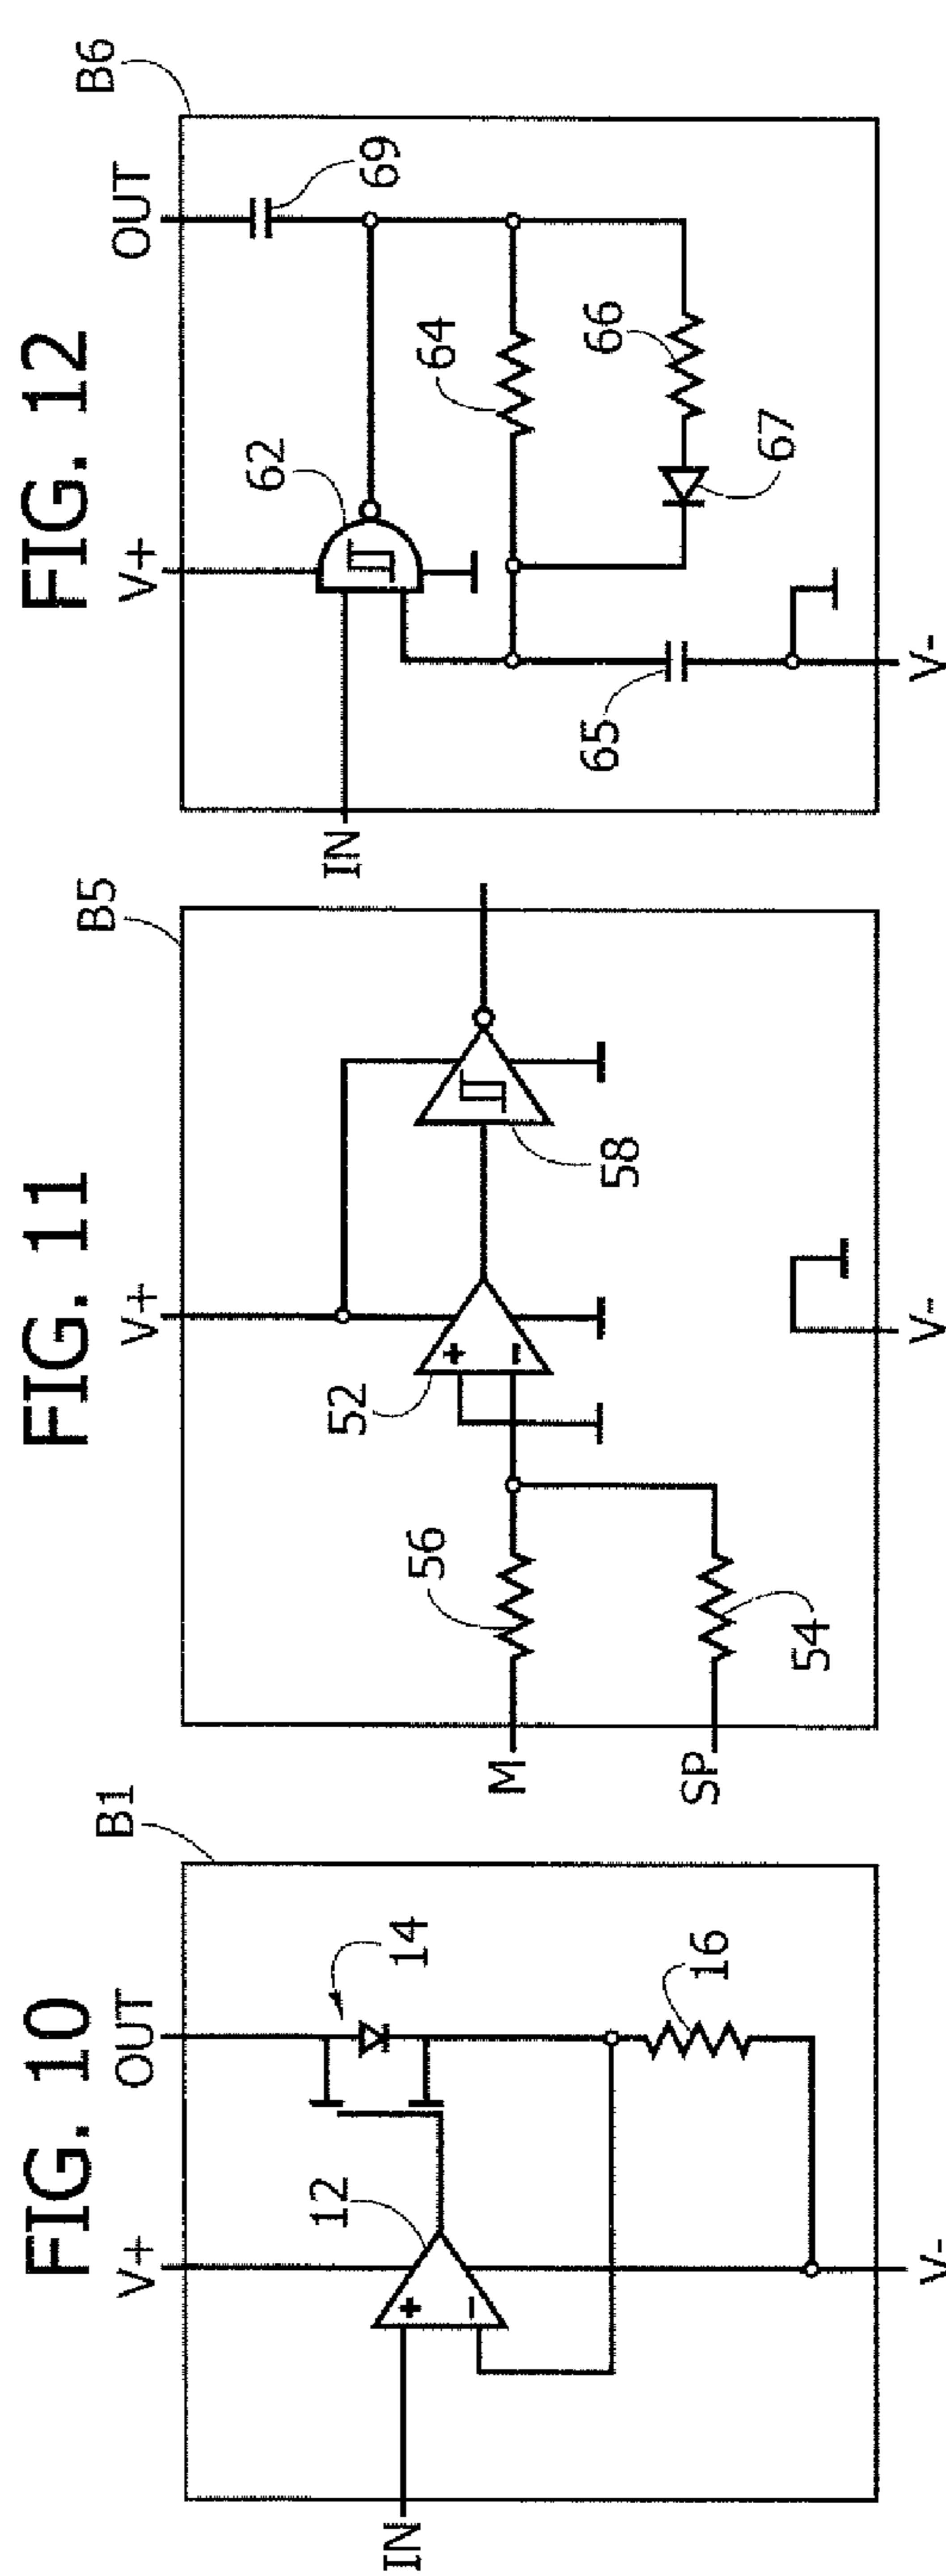 FIG. 10
V+
OUT
B1
IN
+
-
12
14
16
V-
FIG. 11
V+
B5
52
+
-
56
58
M
54
SP
V-
FIG. 12
V+
OUT
B6
69
62
IN
64
66
65
67
V-